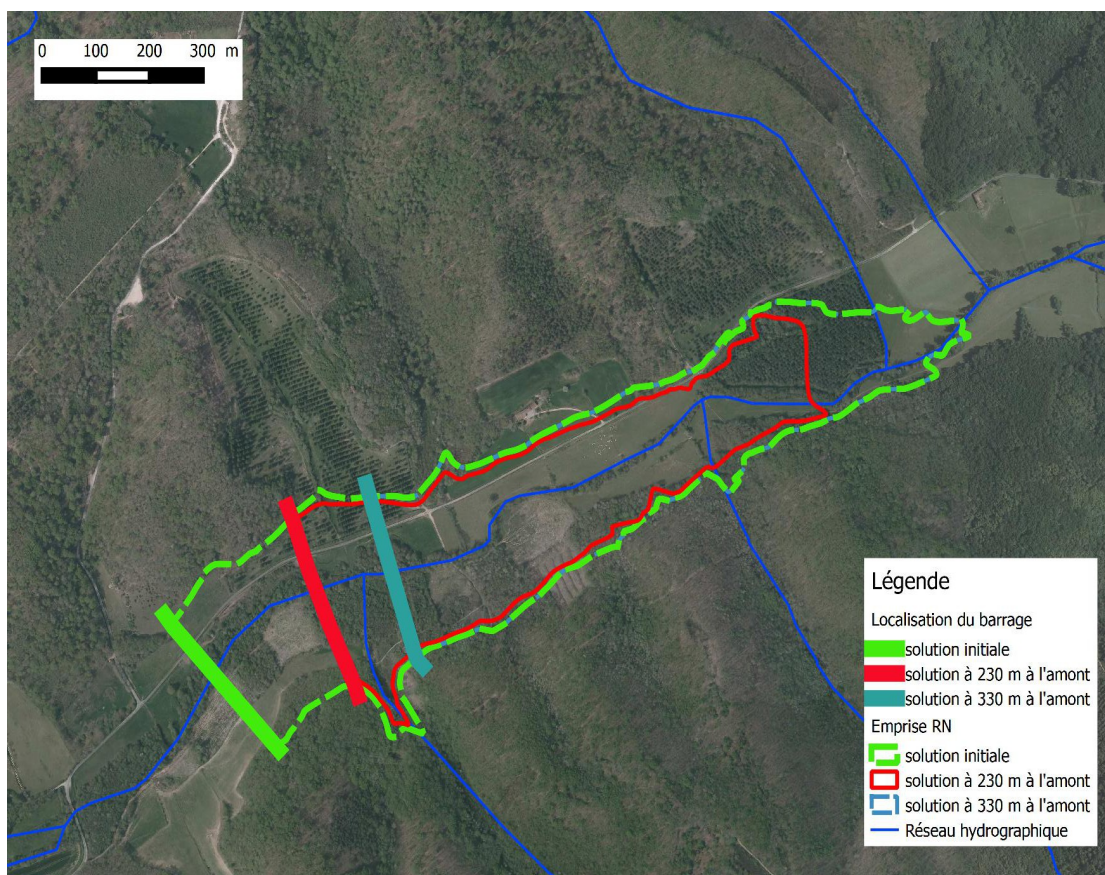 0 100 200 300 m
Légende
Localisation du barrage
solution initiale
solution à 230 m à l'amont
solution à 330 m à l'amont
Emprise RN
solution initiale
solution à 230 m à l'amont
solution à 330 m à l'amont
Réseau hydrographique